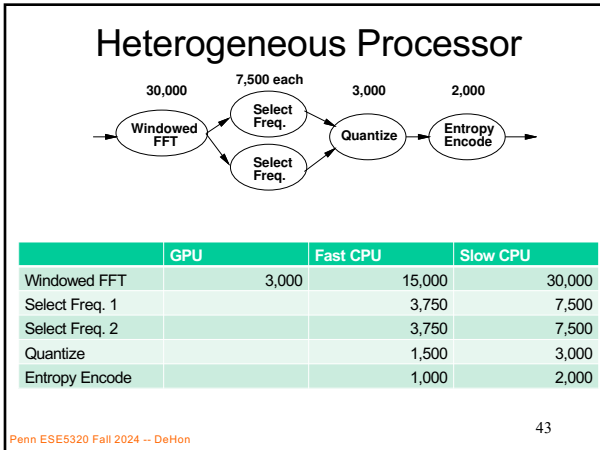 Heterogeneous Processor
30,000
7,500 each
3,000
2,000
Windowed
FFT
Select
Freq.
Select
Freq.
Quantize
Entropy
Encode
GPU Fast CPU Slow CPU
Windowed FFT 3,000 15,000 30,000
Select Freq. 1 3,750 7,500
Select Freq. 2 3,750 7,500
Quantize 1,500 3,000
Entropy Encode 1,000 2,000
Penn ESE5320 Fall 2024 -- DeHon
43